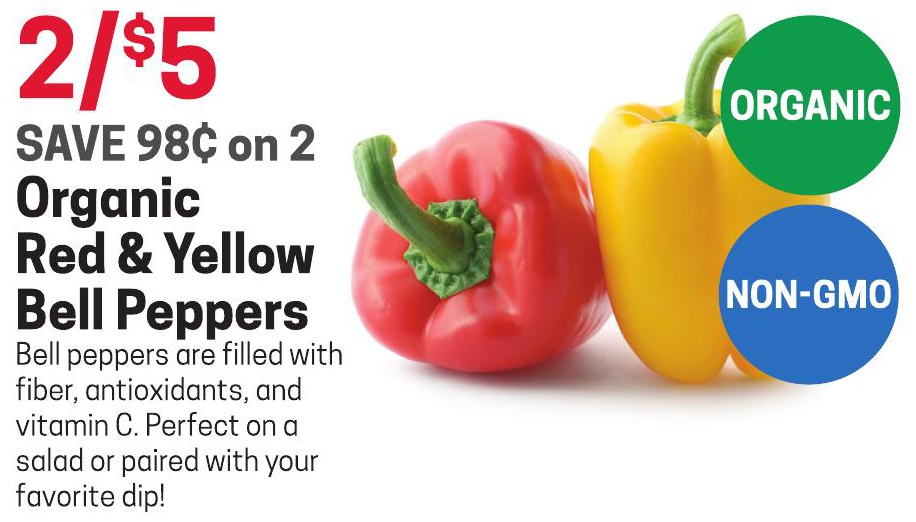 2/$5
SAVE 98¢ on 2
Organic
Red & Yellow
Bell Peppers
Bell peppers are filled with
fiber, antioxidants, and
vitamin C. Perfect on a
salad or paired with your
favorite dip!
ORGANIC
NON-GMO